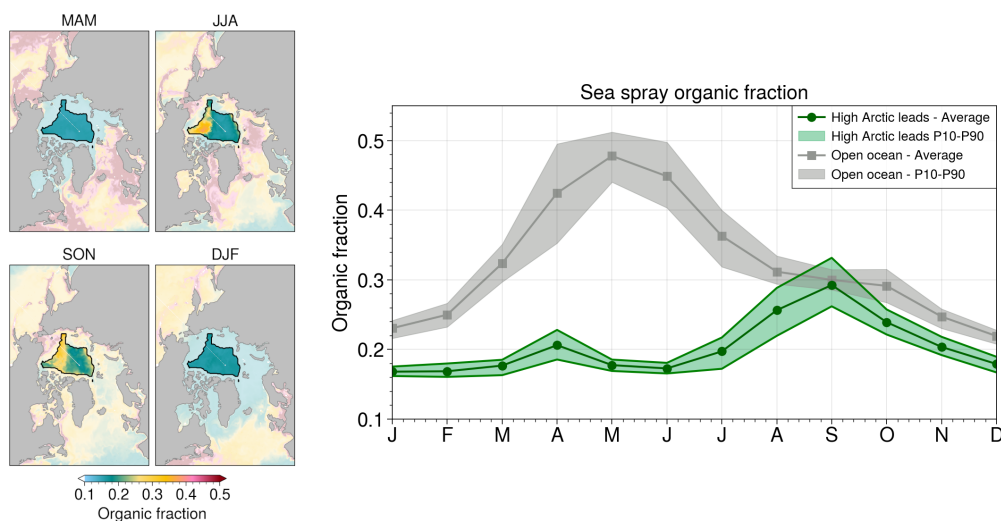 MAM
JJA
SON
DJF
0.1 0.2 0.3 0.4 0.5
Organic fraction
Sea spray organic fraction
High Arctic leads - Average
High Arctic leads P10-P90
Open ocean - Average
Open ocean - P10-P90
Organic fraction
0.5
0.4
0.3
0.2
0.1
J F M A M J J A S O N D